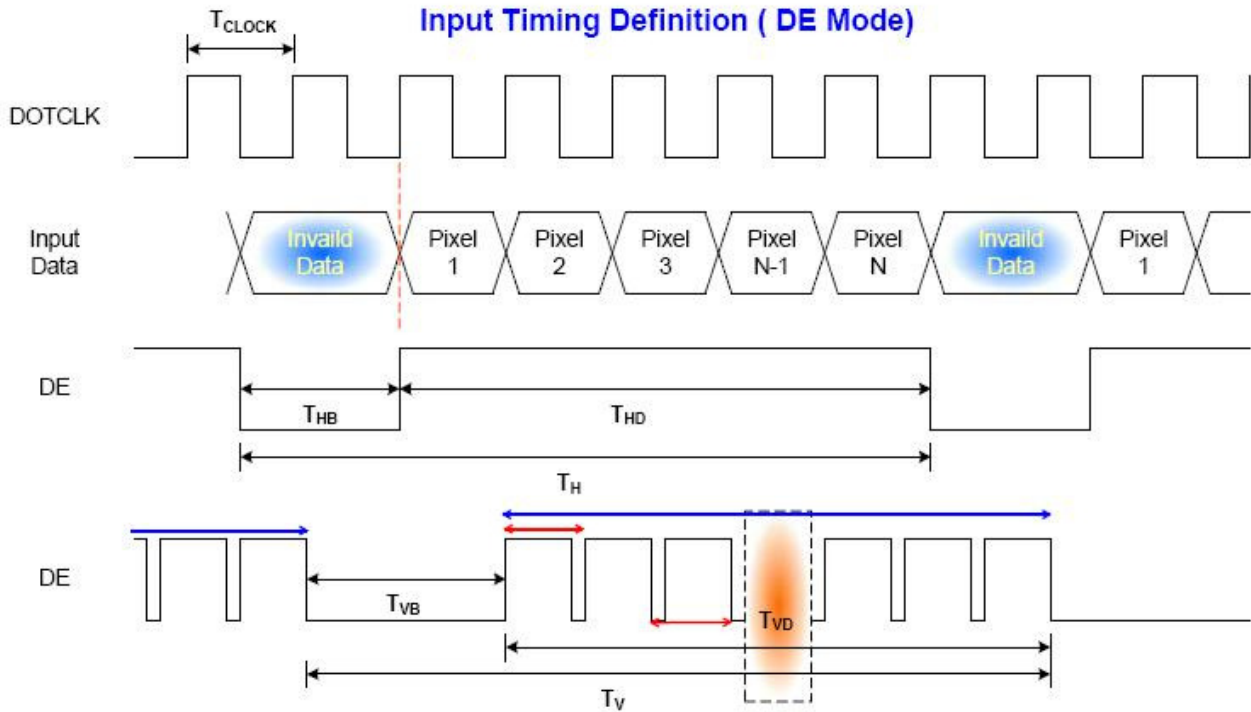 Input Timing Definition ( DE Mode)
TCLOCK
DOTCLK
Input
Data
Invaild
Data
Pixel
1
Pixel
2
Pixel
3
Pixel
N-1
Pixel
N
Invaild
Data
Pixel
1
DE
THB
THD
TH
DE
TVB
TVD
TV